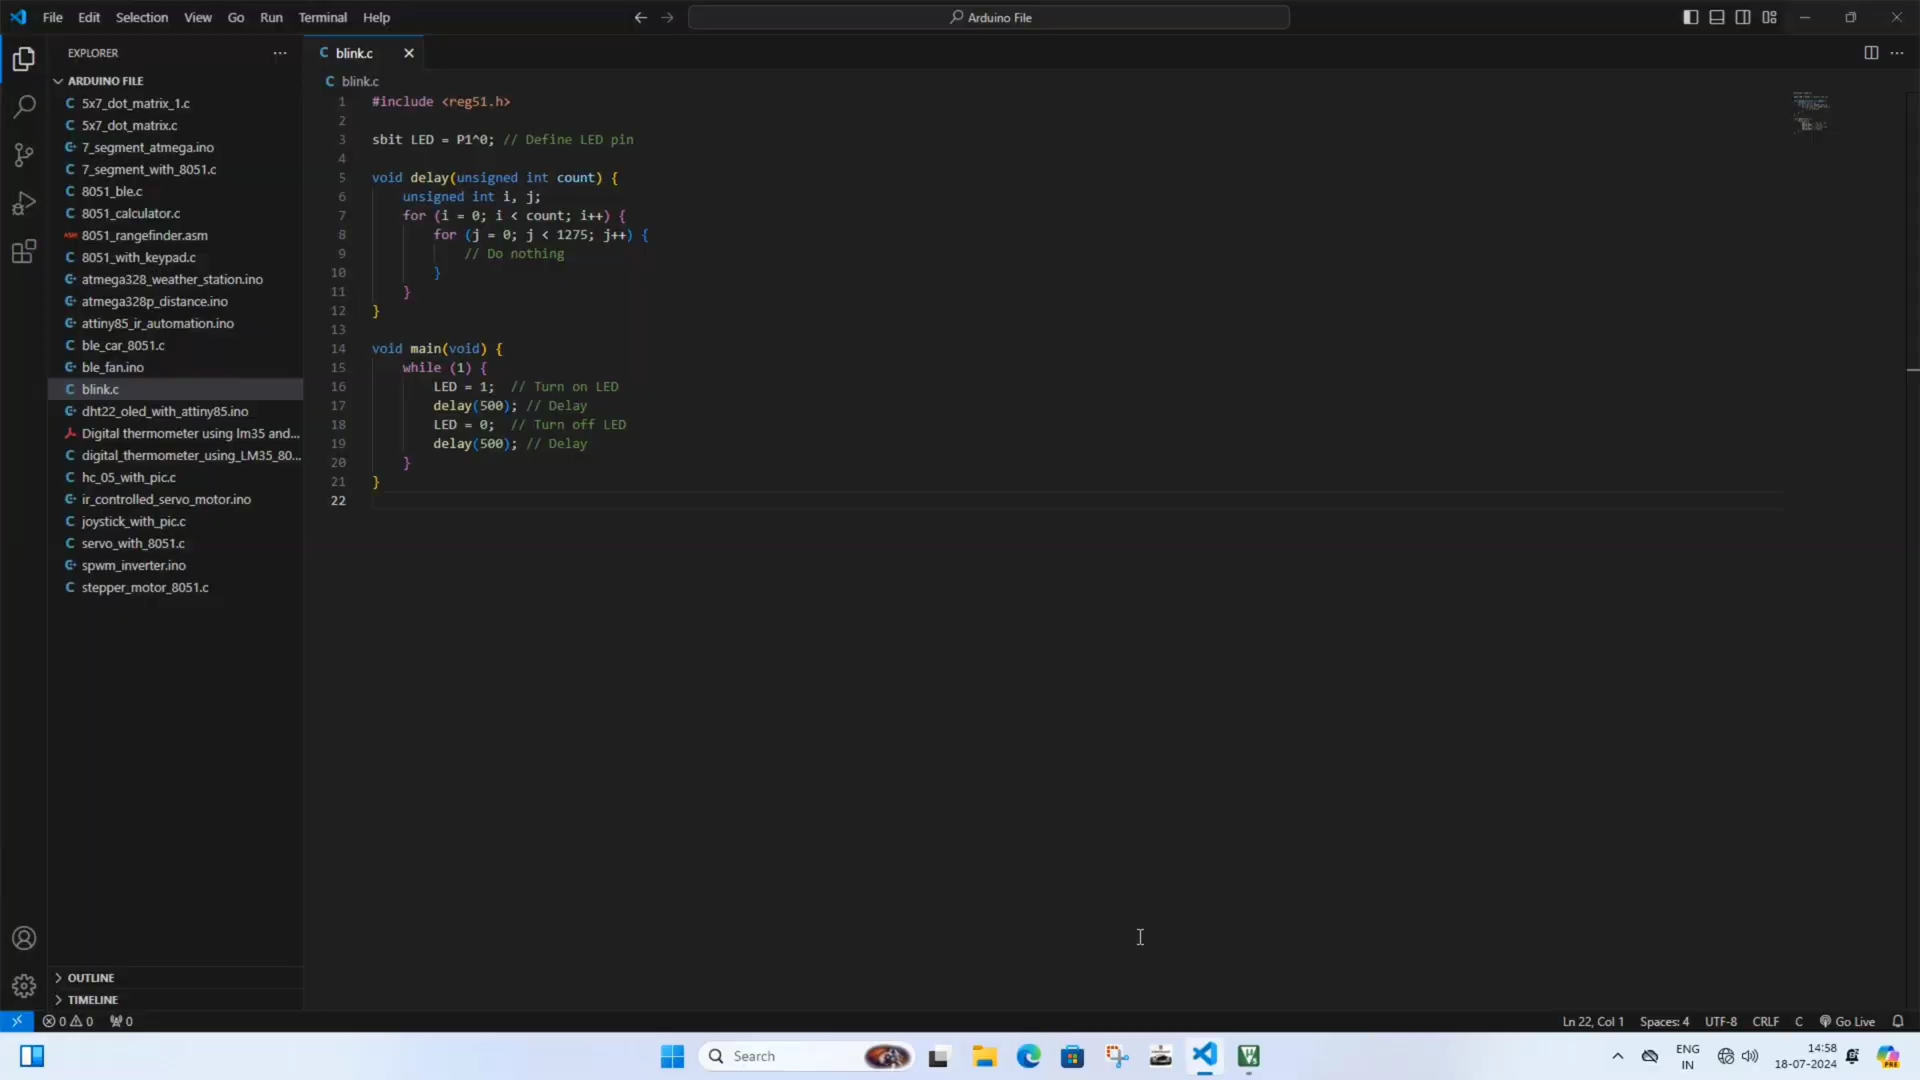 File Edit Selection View Go Run Terminal Help
Arduino File
EXPLORER
ARDUINO FILE
5x7_dot_matrix_1.c
5x7_dot_matrix.c
7_segment_atmega.ino
7_segment_with_8051.c
8051_ble.c
8051_calculator.c
ASM 8051_rangefinder.asm
8051_with_keypad.c
atmega328_weather_station.ino
atmega328p_distance.ino
attiny85_ir_automation.ino
ble_car_8051.c
ble_fan.ino
blink.c
dht22_oled_with_attiny85.ino
Digital thermometer using lm35 and...
digital_thermometer_using_LM35_80...
hc_05_with_pic.c
ir_controlled_servo_motor.ino
joystick_with_pic.c
servo_with_8051.c
spwm_inverter.ino
stepper_motor_8051.c
OUTLINE
TIMELINE
C blink.c
C blink.c
1 #include <reg51.h>
2
3 sbit LED = P1^0; // Define LED pin
4
5 void delay(unsigned int count) {
6 unsigned int i, j;
7 for (i = 0; i < count; i++) {
8 for (j = 0; j < 1275; j++) {
9 // Do nothing
10 }
11 }
12 }
13
14 void main(void) {
15 while (1) {
16 LED = 1; // Turn on LED
17 delay(500); // Delay
18 LED = 0; // Turn off LED
19 delay(500); // Delay
20 }
21 }
22
0 0 0
Ln 22, Col 1 Spaces: 4 UTF-8 CRLF C Go Live
Search
ENG
IN
14:58
18-07-2024
PRE